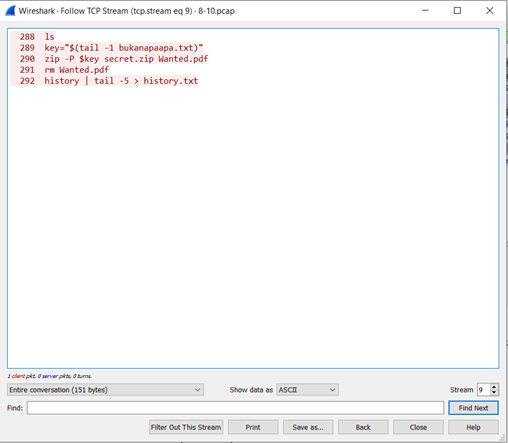 Wireshark · Follow TCP Stream (tcp.stream eq 9) · 8-10.pcap
288 ls
289 key="$(tail -1 bukanapaapa.txt)"
290 zip -P $key secret.zip Wanted.pdf
291 rm Wanted.pdf
292 history | tail -5 > history.txt
1 client pkt, 0 server pkts, 0 turns.
Entire conversation (151 bytes) Show data as ASCII Stream 9
Find: Find Next
Filter Out This Stream Print Save as... Back Close Help